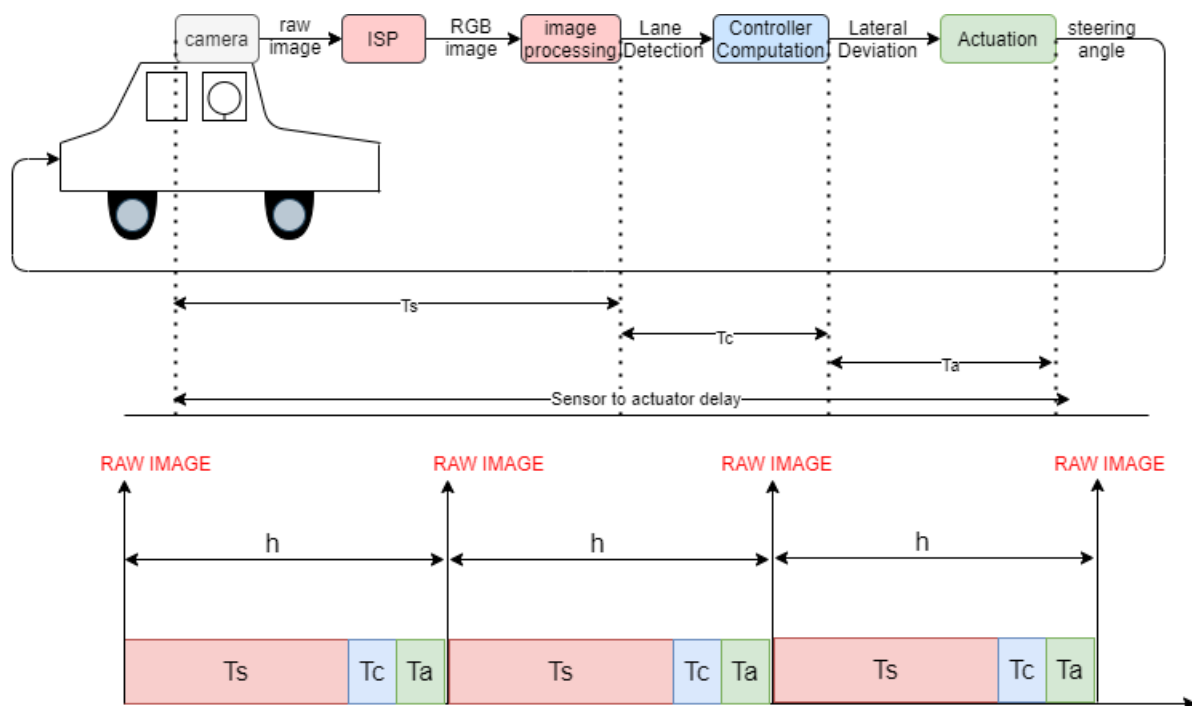 camera
raw
image
ISP
RGB
image
image
processing
Lane
Detection
Controller
Computation
Lateral
Deviation
Actuation
steering
angle
Ts
Tc
Ta
Sensor to actuator delay
RAW IMAGE
RAW IMAGE
RAW IMAGE
RAW IMAGE
h
h
h
Ts
Tc
Ta
Ts
Tc
Ta
Ts
Tc
Ta